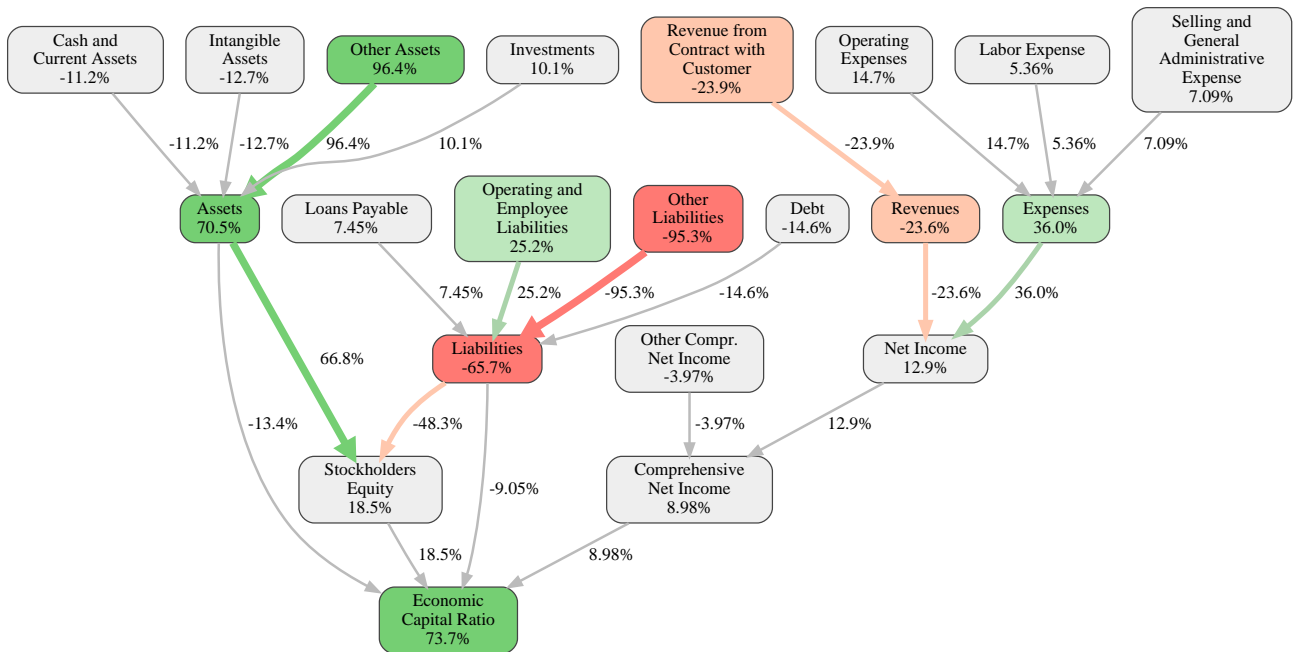 Cash and
Current Assets
-11.2%
Intangible
Assets
-12.7%
Other Assets
96.4%
Investments
10.1%
Revenue from
Contract with
Customer
-23.9%
Operating
Expenses
14.7%
Labor Expense
5.36%
Selling and
General
Administrative
Expense
7.09%
-11.2%
-12.7%
96.4%
10.1%
-23.9%
14.7%
5.36%
7.09%
Assets
70.5%
Loans Payable
7.45%
Operating and
Employee
Liabilities
25.2%
Other
Liabilities
-95.3%
Debt
-14.6%
Revenues
-23.6%
Expenses
36.0%
7.45%
25.2%
-95.3%
-14.6%
-23.6%
36.0%
66.8%
Liabilities
-65.7%
Other Compr.
Net Income
-3.97%
Net Income
12.9%
-13.4%
-48.3%
-3.97%
12.9%
Stockholders
Equity
18.5%
-9.05%
Comprehensive
Net Income
8.98%
18.5%
8.98%
Economic
Capital Ratio
73.7%